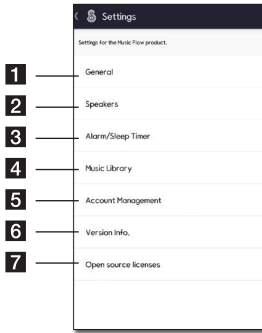 Settings
Settings for the Music Flow product.
1 General
2 Speakers
3 Alarm/Sleep Timer
4 Music Library
5 Account Management
6 Version Info.
7 Open source licenses